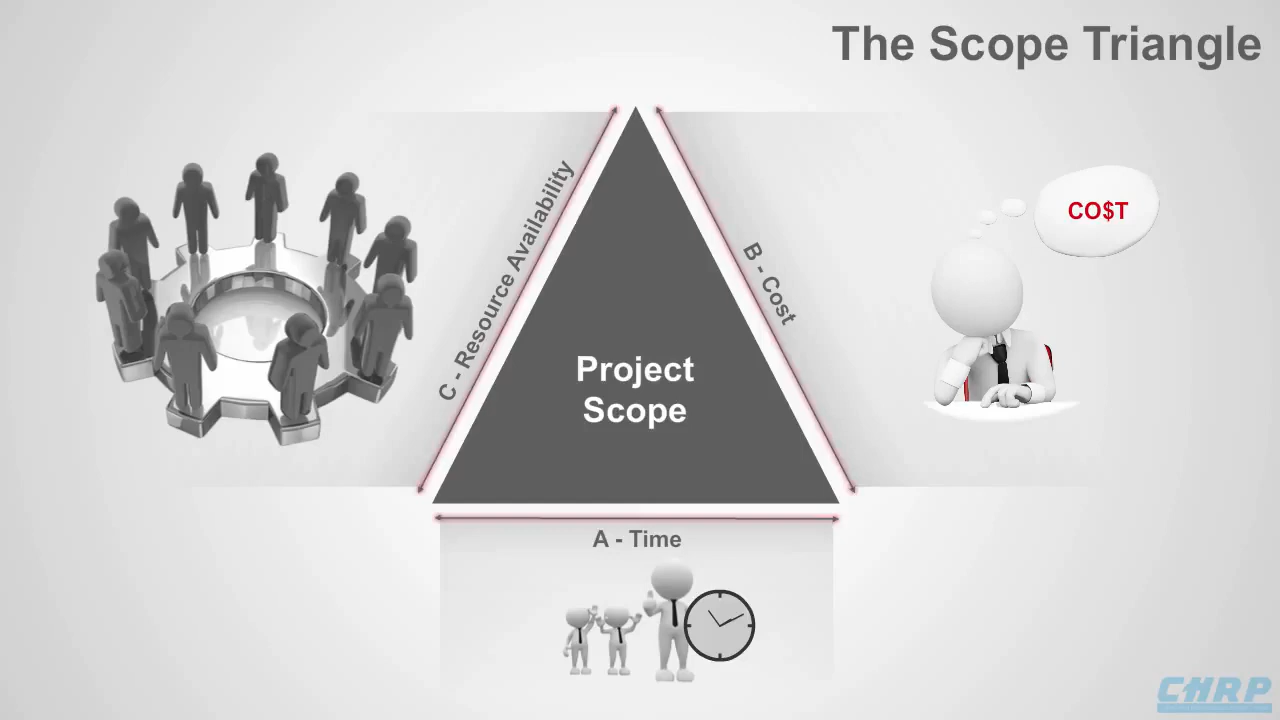 The Scope Triangle
C - Resource Availability
B - Cost
CO$T
Project
Scope
A - Time
CHRP